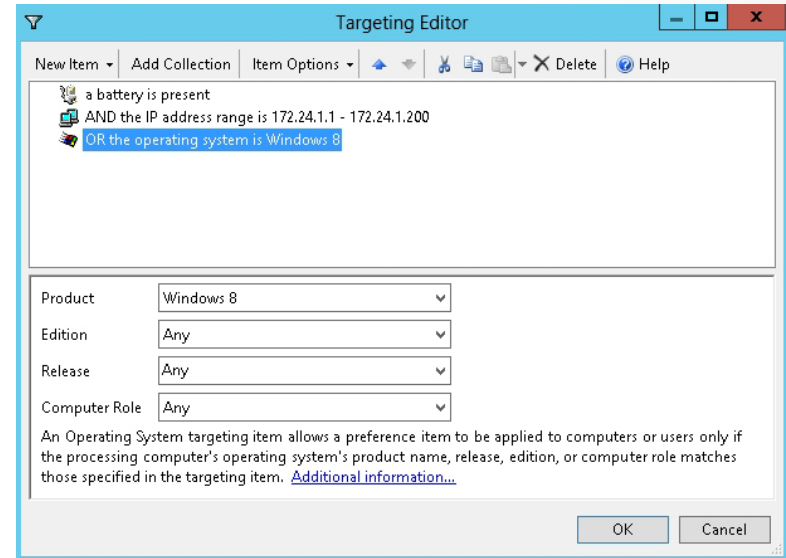 Targeting Editor
New Item Add Collection Item Options Delete Help
a battery is present
AND the IP address range is 172.24.1.1 - 172.24.1.200
OR the operating system is Windows 8
Product Windows 8
Edition Any
Release Any
Computer Role Any
An Operating System targeting item allows a preference item to be applied to computers or users only if
the processing computer's operating system's product name, release, edition, or computer role matches
those specified in the targeting item. Additional information...
OK Cancel